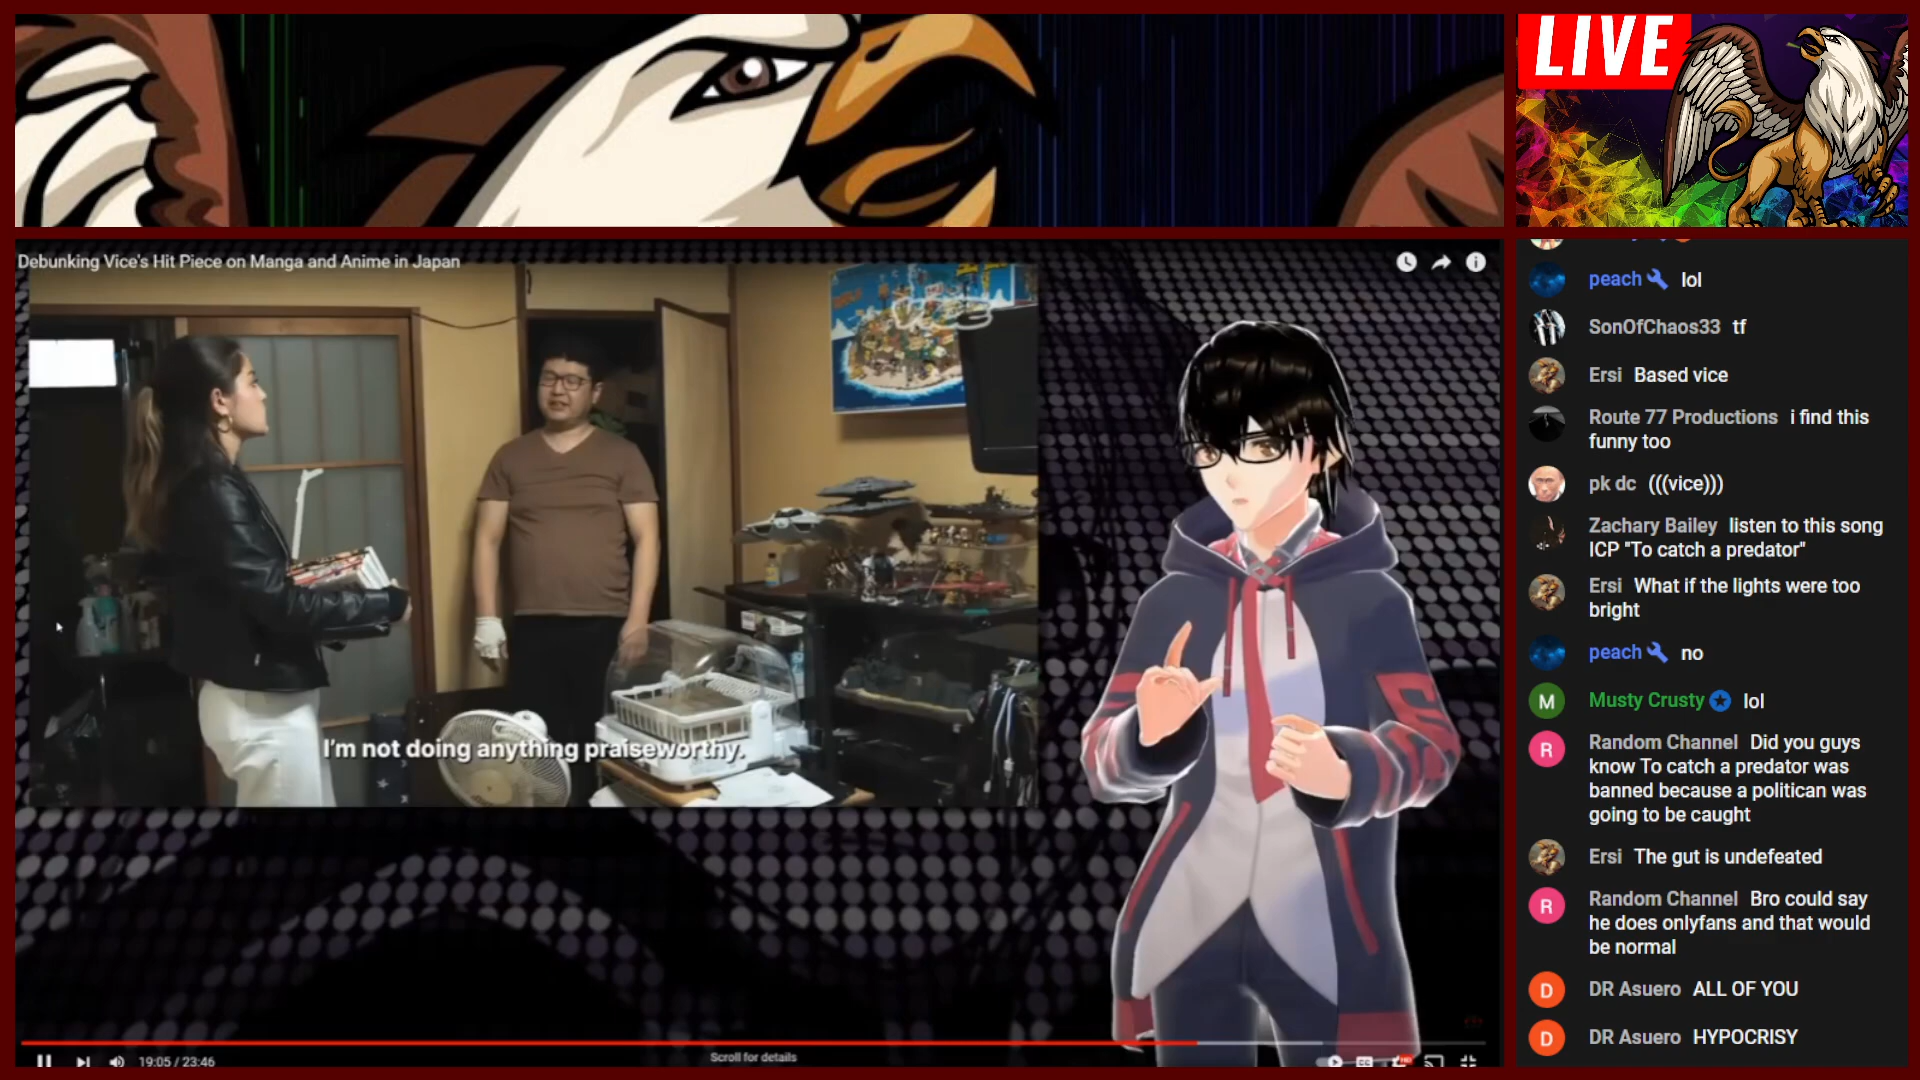 LIVE
Debunking Vice's Hit Piece on Manga and Anime in Japan
VICE
I'm not doing anything praiseworthy.
19:05 / 23:46
Scroll for details
CC
HD
peach lol
SonOfChaos33 tf
Ersi Based vice
Route 77 Productions i find this
funny too
pk dc (((vice)))
Zachary Bailey listen to this song
ICP "To catch a predator"
Ersi What if the lights were too
bright
peach no
M
Musty Crusty lol
R
Random Channel Did you guys
know To catch a predator was
banned because a politican was
going to be caught
Ersi The gut is undefeated
R
Random Channel Bro could say
he does onlyfans and that would
be normal
D
DR Asuero ALL OF YOU
D
DR Asuero HYPOCRISY